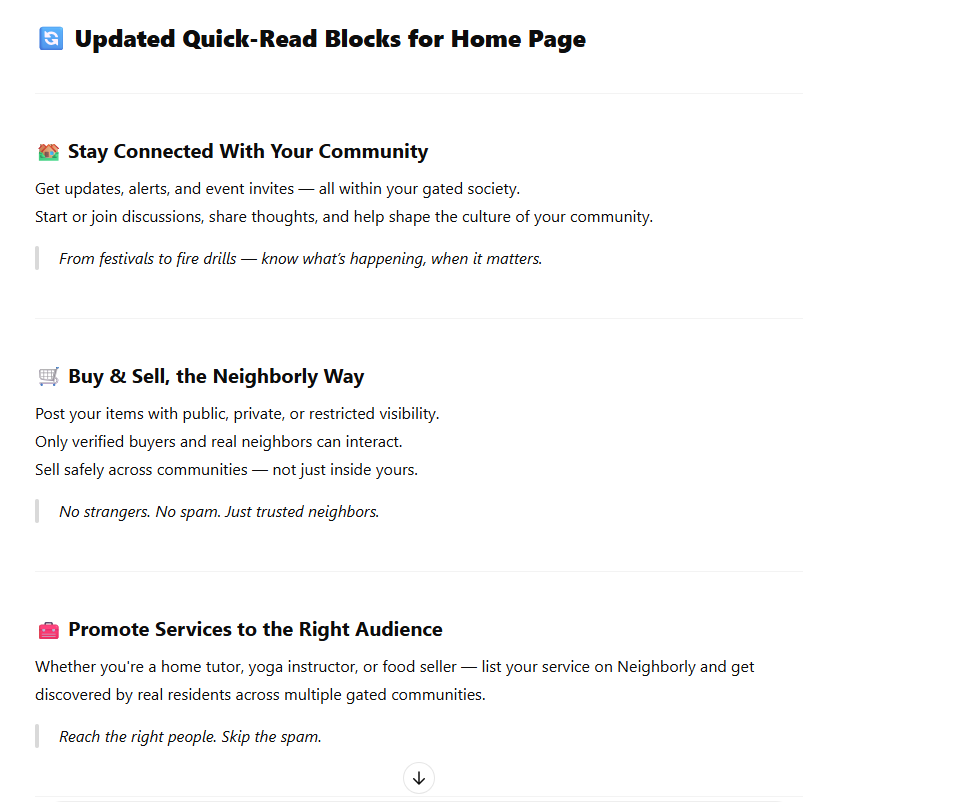 Updated Quick-Read Blocks for Home Page
Stay Connected With Your Community
Get updates, alerts, and event invites — all within your gated society.
Start or join discussions, share thoughts, and help shape the culture of your community.
From festivals to fire drills — know what's happening, when it matters.
Buy & Sell, the Neighborly Way
Post your items with public, private, or restricted visibility.
Only verified buyers and real neighbors can interact.
Sell safely across communities — not just inside yours.
No strangers. No spam. Just trusted neighbors.
Promote Services to the Right Audience
Whether you're a home tutor, yoga instructor, or food seller — list your service on Neighborly and get
discovered by real residents across multiple gated communities.
Reach the right people. Skip the spam.